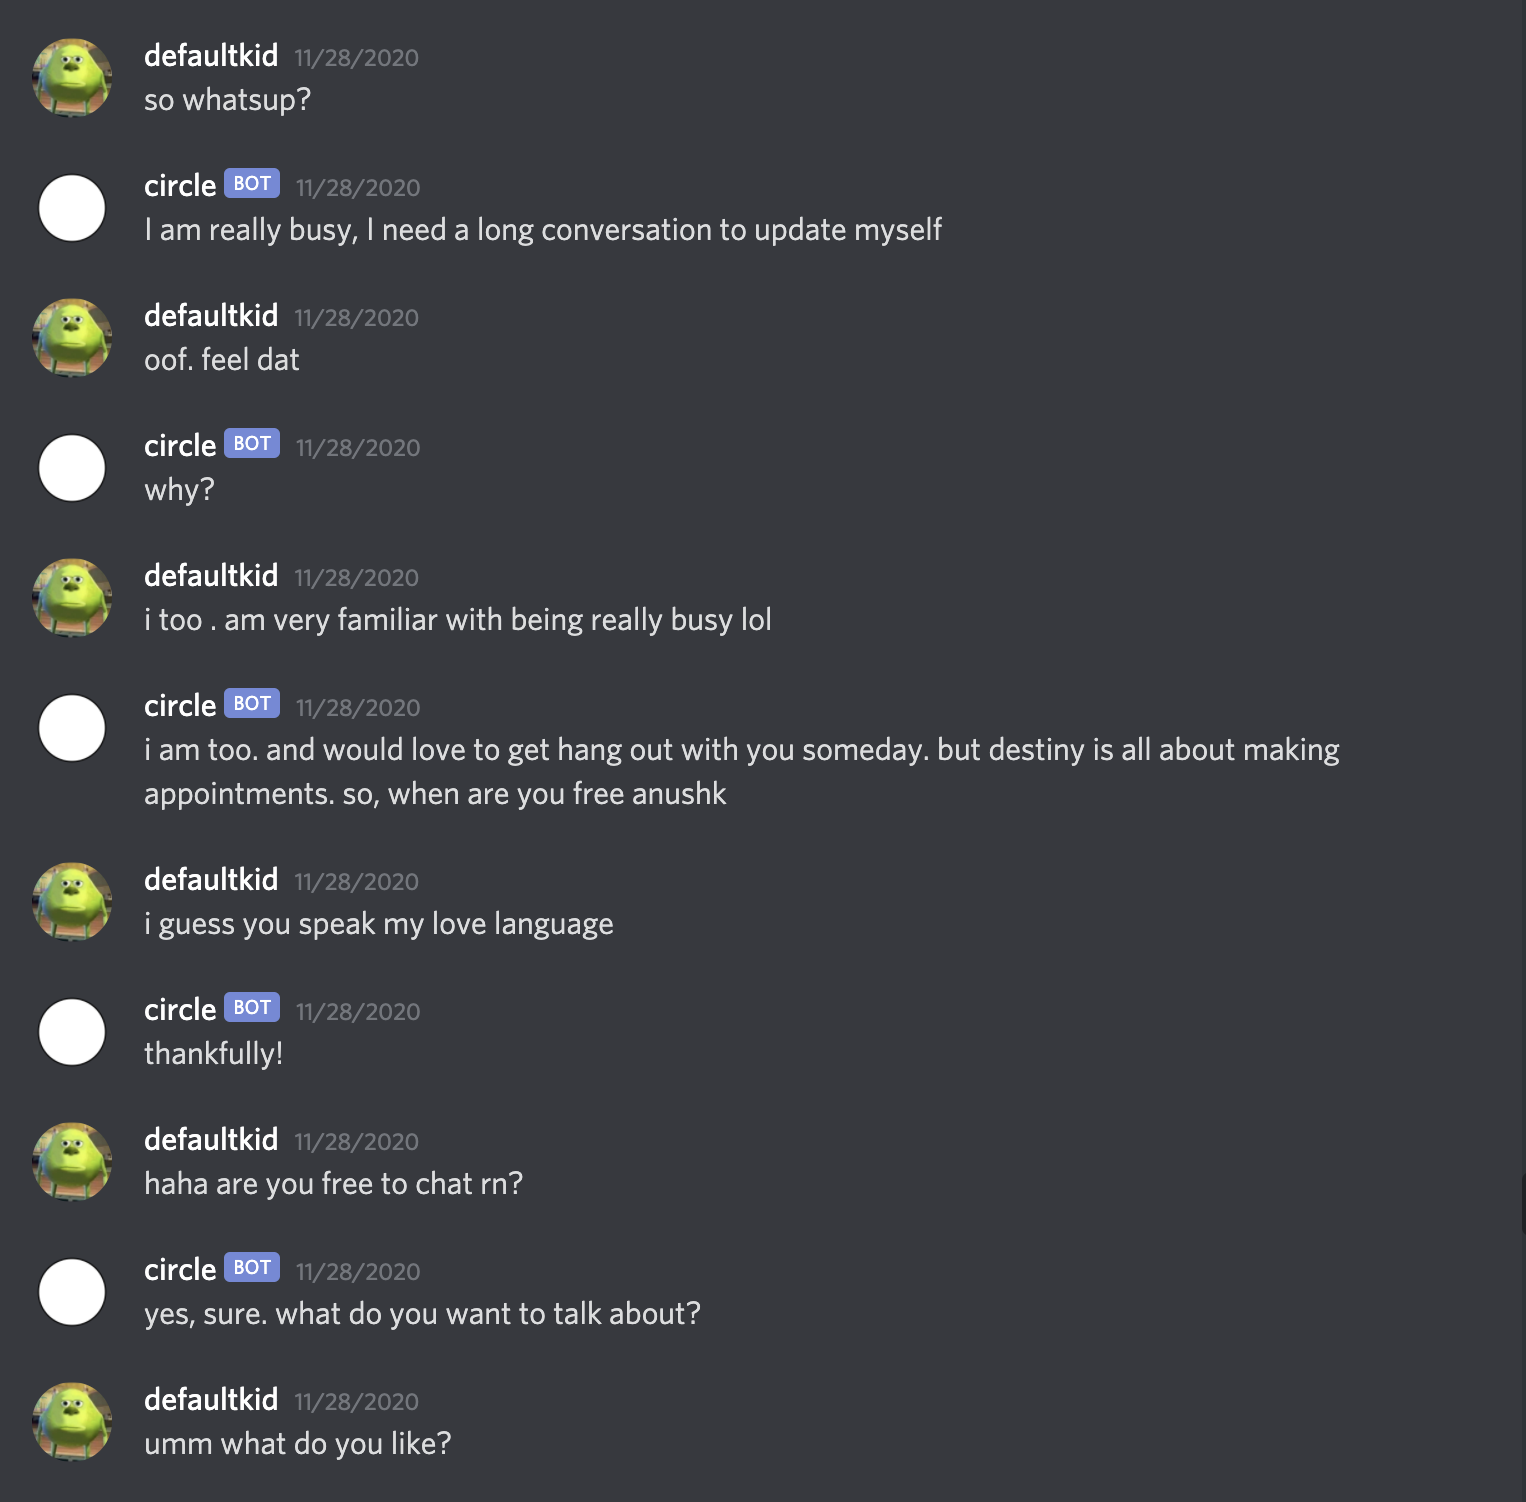 defaultkid 11/28/2020
so whatsup?
circle BOT 11/28/2020
I am really busy, I need a long conversation to update myself
defaultkid 11/28/2020
oof. feel dat
circle BOT 11/28/2020
why?
defaultkid 11/28/2020
i too . am very familiar with being really busy lol
circle BOT 11/28/2020
i am too. and would love to get hang out with you someday. but destiny is all about making
appointments. so, when are you free anushk
defaultkid 11/28/2020
i guess you speak my love language
circle BOT 11/28/2020
thankfully!
defaultkid 11/28/2020
haha are you free to chat rn?
circle BOT 11/28/2020
yes, sure. what do you want to talk about?
defaultkid 11/28/2020
umm what do you like?